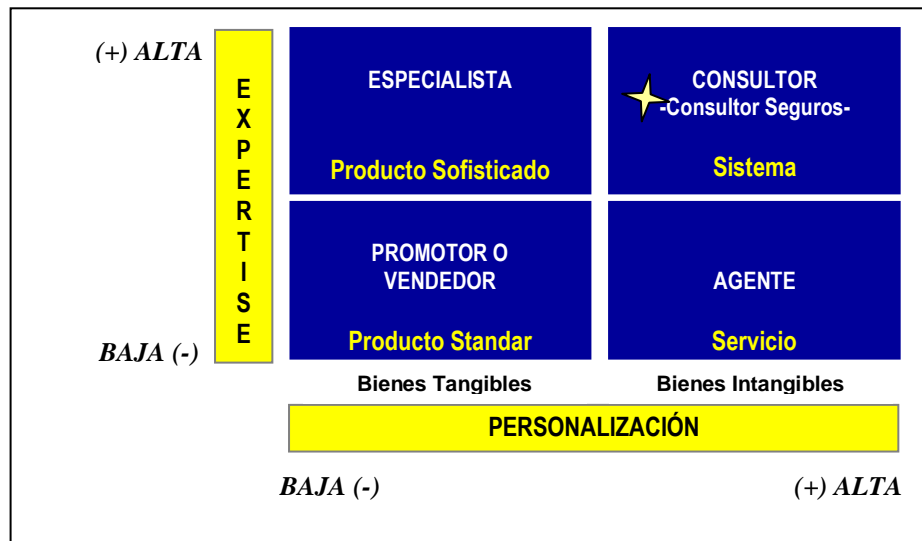 (+) ALTA
EXPERTISE
BAJA (-)
ESPECIALISTA
Producto Sofisticado
CONSULTOR
-Consultor Seguros-
Sistema
PROMOTOR O
VENDEDOR
Producto Standar
AGENTE
Servicio
Bienes Tangibles
Bienes Intangibles
PERSONALIZACIÓN
BAJA (-)
(+) ALTA